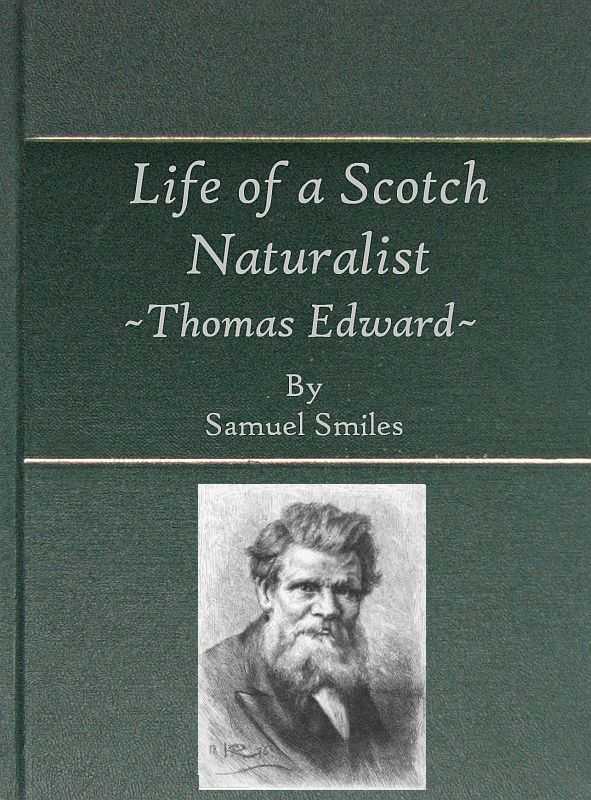 Life of a Scotch
Naturalist
~Thomas Edward~
By
Samuel Smiles